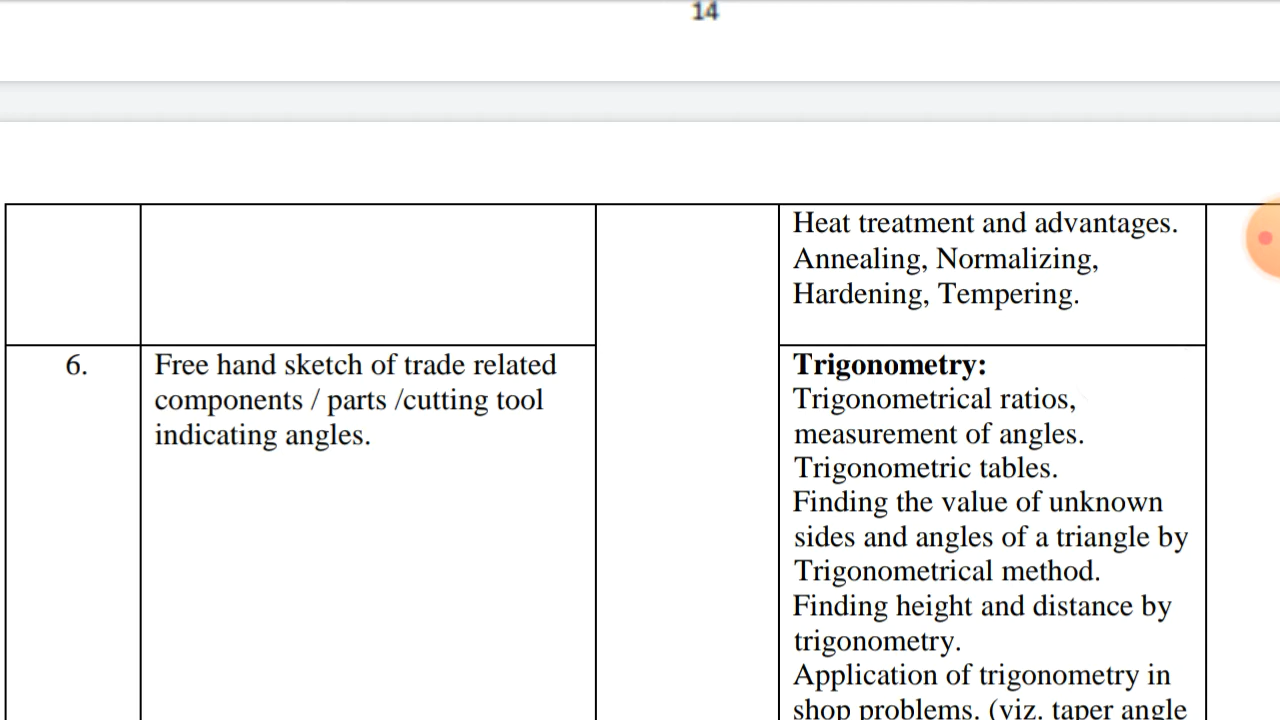 14
Heat treatment and advantages.
Annealing, Normalizing,
Hardening, Tempering.
6.
Free hand sketch of trade related
components / parts /cutting tool
indicating angles.
Trigonometry:
Trigonometrical ratios,
measurement of angles.
Trigonometric tables.
Finding the value of unknown
sides and angles of a triangle by
Trigonometrical method.
Finding height and distance by
trigonometry.
Application of trigonometry in
shop problems. (viz. taper angle